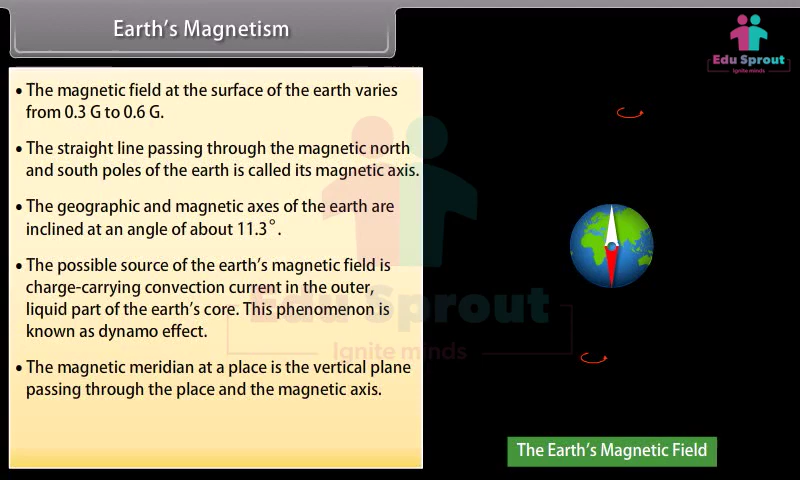 Earth's Magnetism
Edu Sprout
Ignite minds
• The magnetic field at the surface of the earth varies
from 0.3 G to 0.6 G.
• The straight line passing through the magnetic north
and south poles of the earth is called its magnetic axis.
• The geographic and magnetic axes of the earth are
inclined at an angle of about 11.3°.
• The possible source of the earth's magnetic field is
charge-carrying convection current in the outer,
liquid part of the earth's core. This phenomenon is
known as dynamo effect.
• The magnetic meridian at a place is the vertical plane
passing through the place and the magnetic axis.
Edu Sprout
Ignite minds
The Earth's Magnetic Field